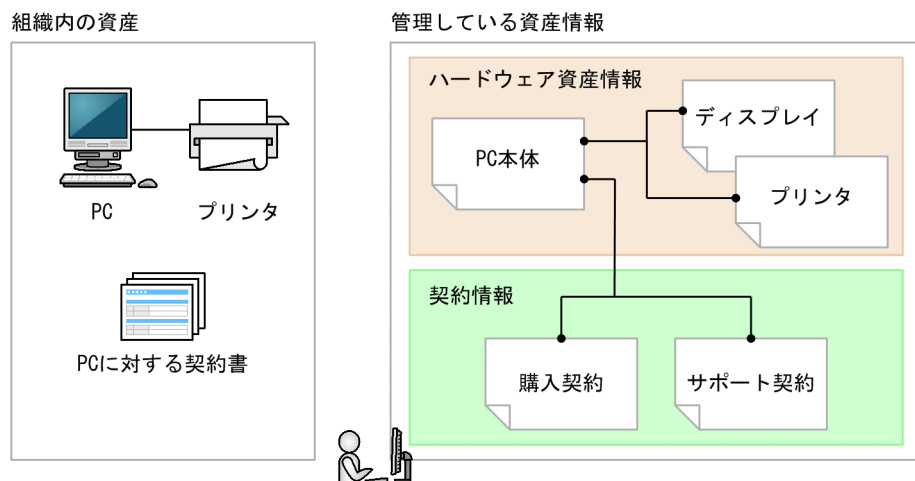 組織内の資産
PC
プリンタ
PCに対する契約書
管理している資産情報
ハードウェア資産情報
PC本体
ディスプレイ
プリンタ
契約情報
購入契約
サポート契約